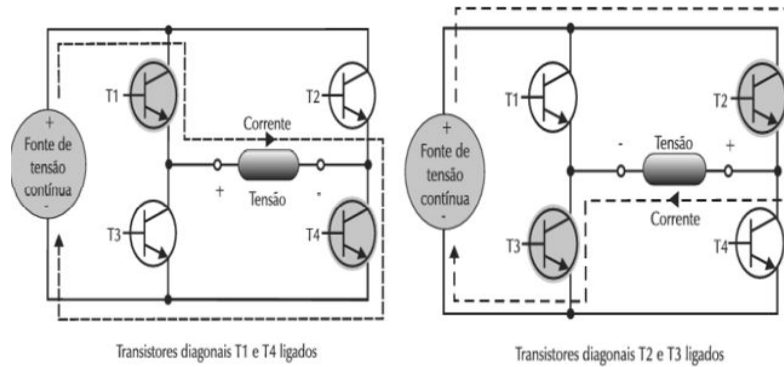 T1
T2
+
Fonte de
tensão
contínua
-
Corrente
+
Tensão
-
T3
T4
Transistores diagonais T1 e T4 ligados
T1
T2
+
Fonte de
tensão
contínua
-
-
Tensão
+
Corrente
T3
T4
Transistores diagonais T2 e T3 ligados